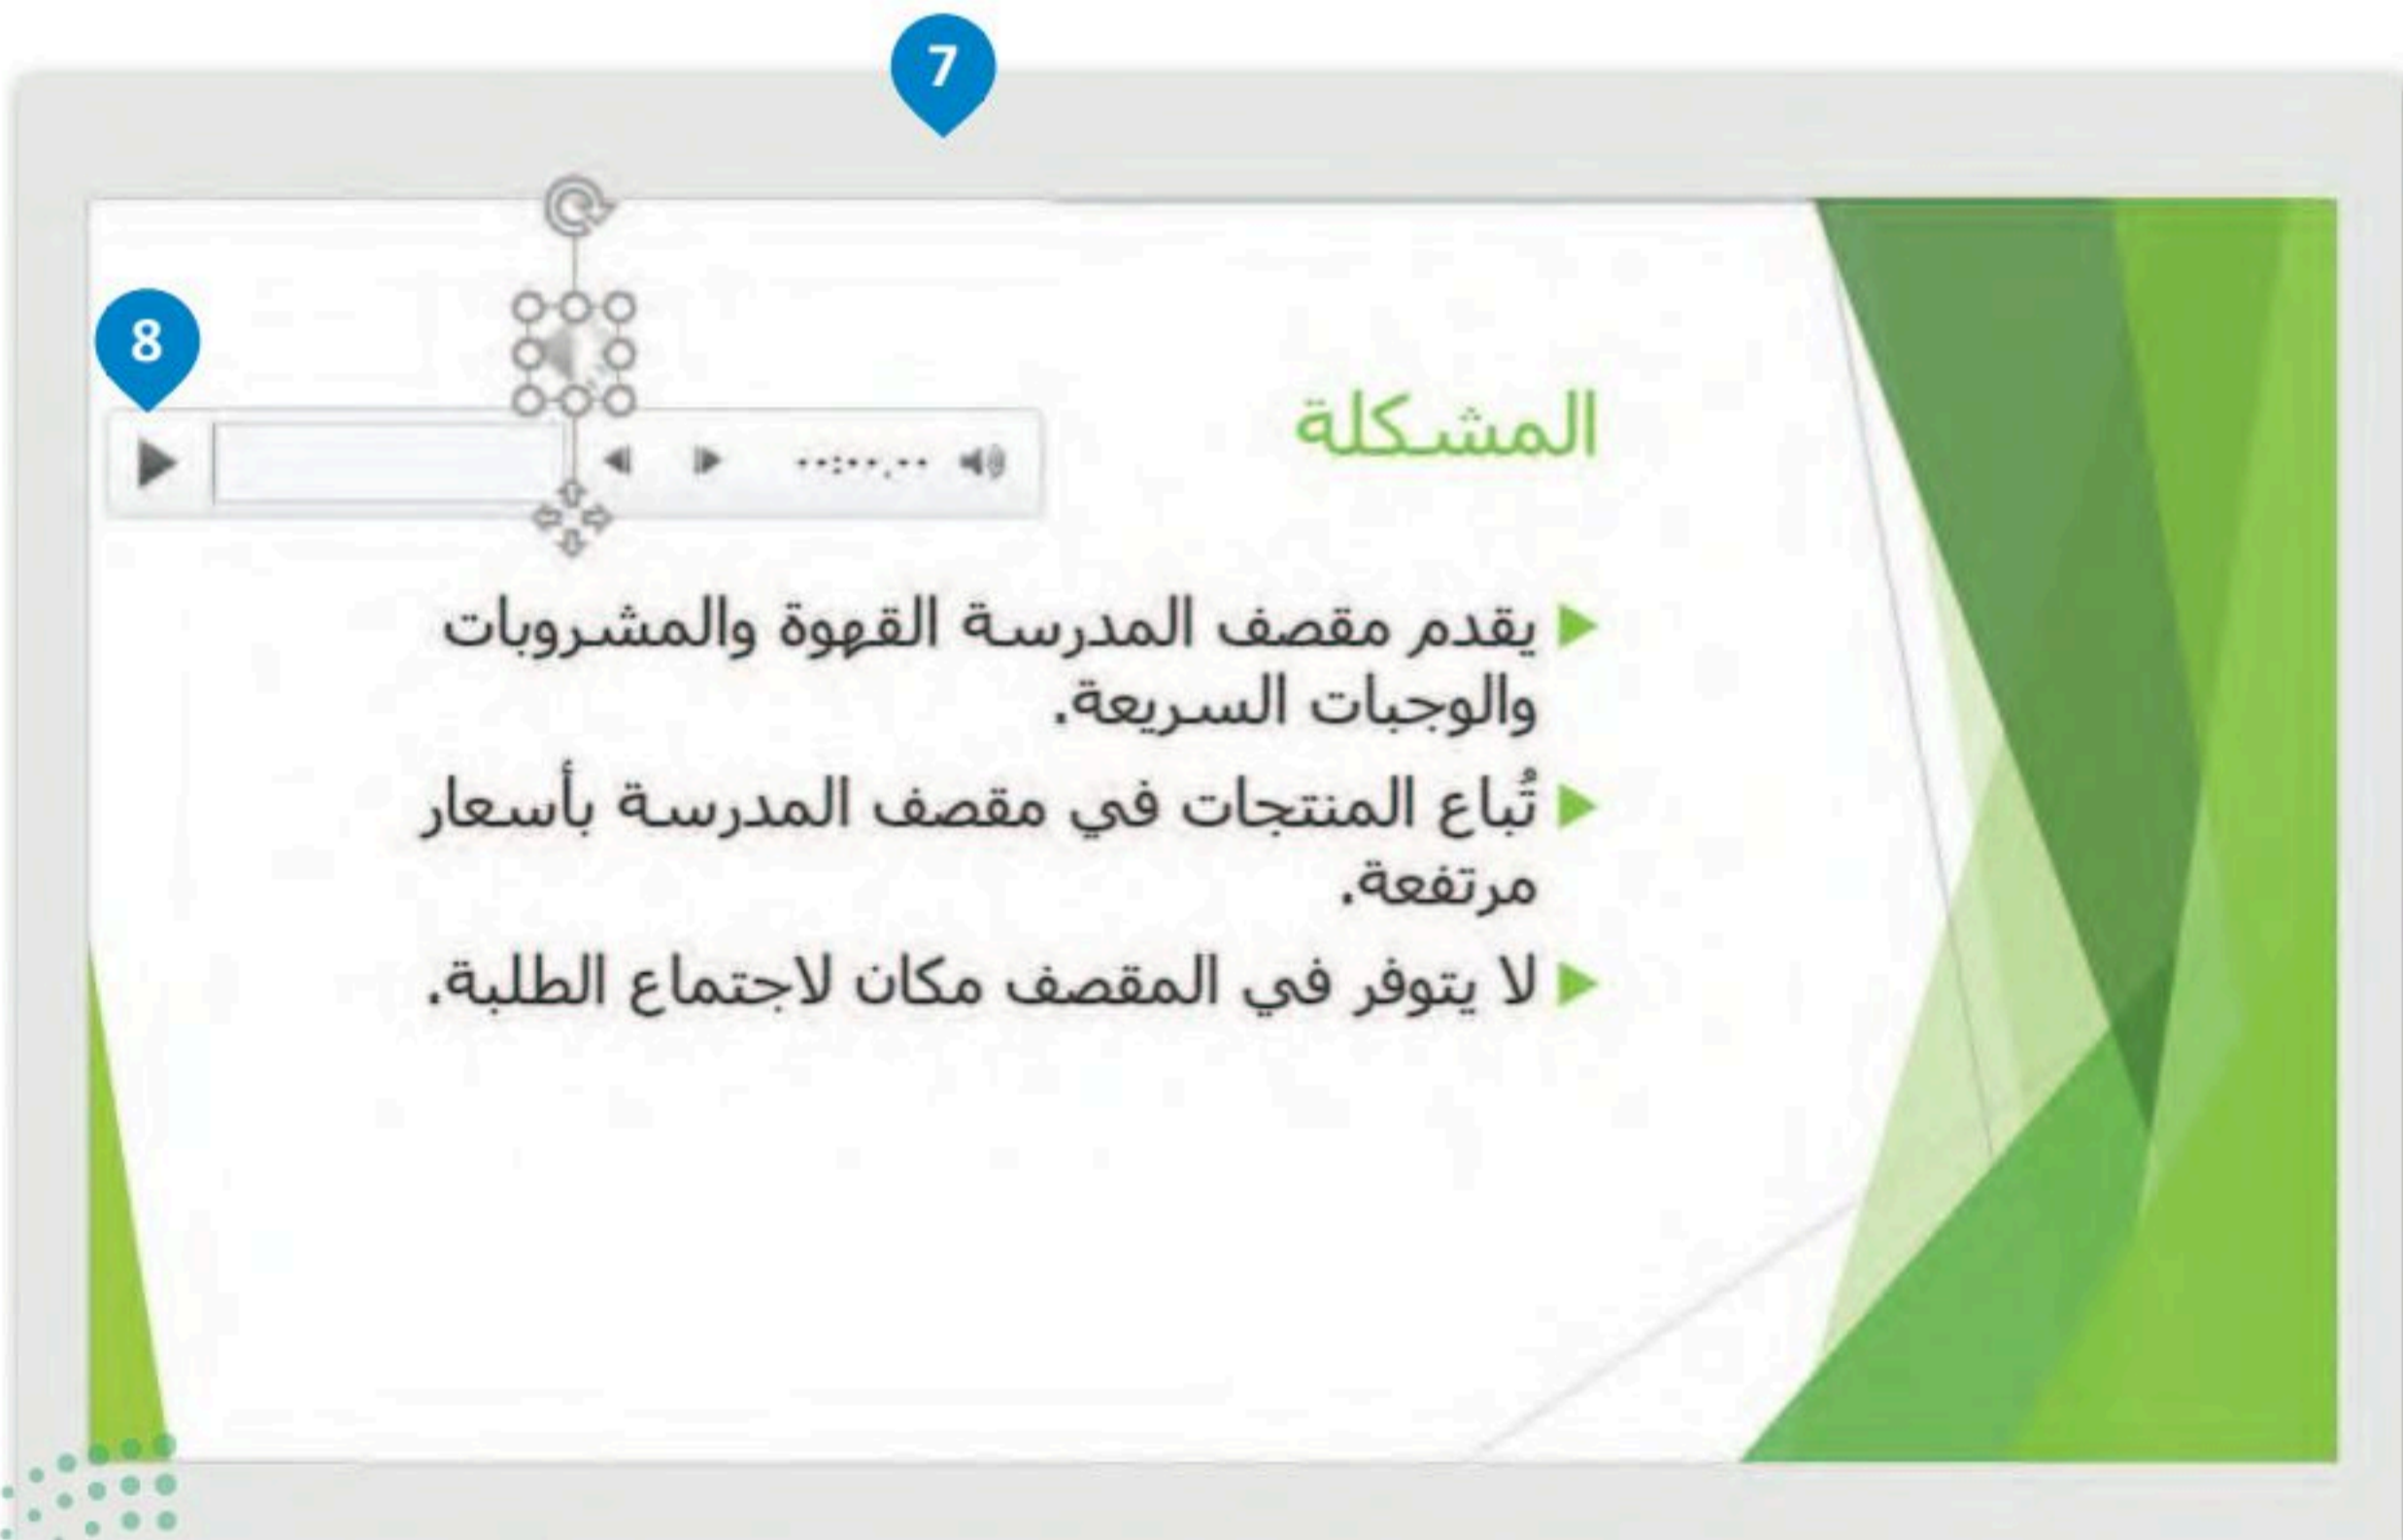 7
8
المشكلة
يقدم مقصف المدرسة القهوة والمشروبات
والوجبات السريعة.
تُباع المنتجات في مقصف المدرسة بأسعار
مرتفعة.
لا يتوفر في المقصف مكان لاجتماع الطلبة.